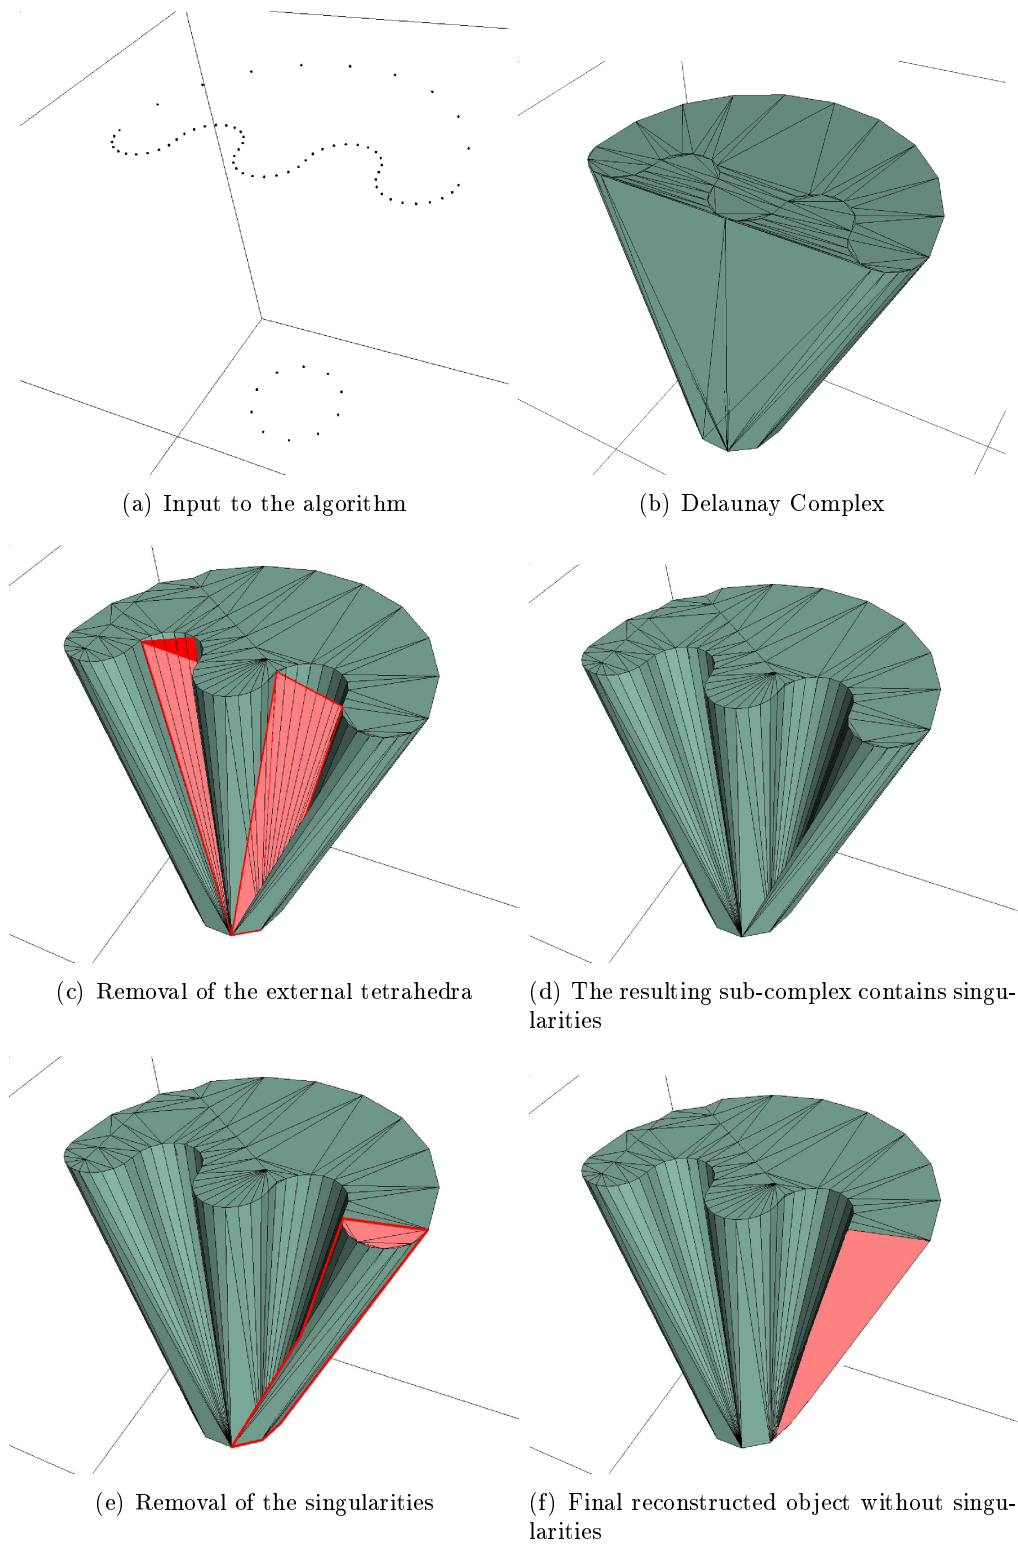 (a) Input to the algorithm
(b) Delaunay Complex
(c) Removal of the external tetrahedra
(d) The resulting sub-complex contains singu-
larities
(e) Removal of the singularities
(f) Final reconstructed object without singu-
larities